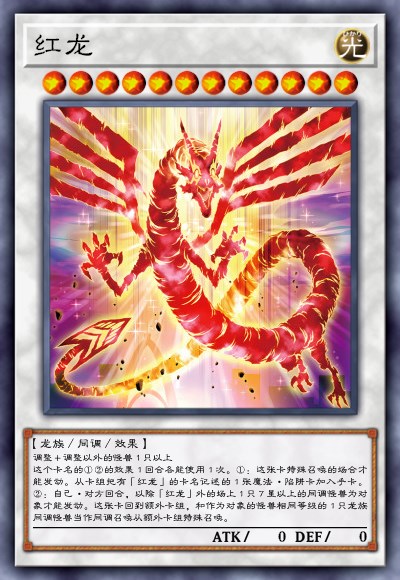 红龙
ひかり
光
【龙族／同调／效果】
调整＋调整以外的怪兽1只以上
这个卡名的①②的效果1回合各能使用1次。①：这张卡特殊召唤的场合才
能发动。从卡组把有「红龙」的卡名记述的1张魔法·陷阱卡加入手卡。
②：自己·对方回合，以除「红龙」外的场上1只7星以上的同调怪兽为对
象才能发动。这张卡回到额外卡组，和作为对象的怪兽相同等级的1只龙族
同调怪兽当作同调召唤从额外卡组特殊召唤。
ATK／ 0 DEF／ 0